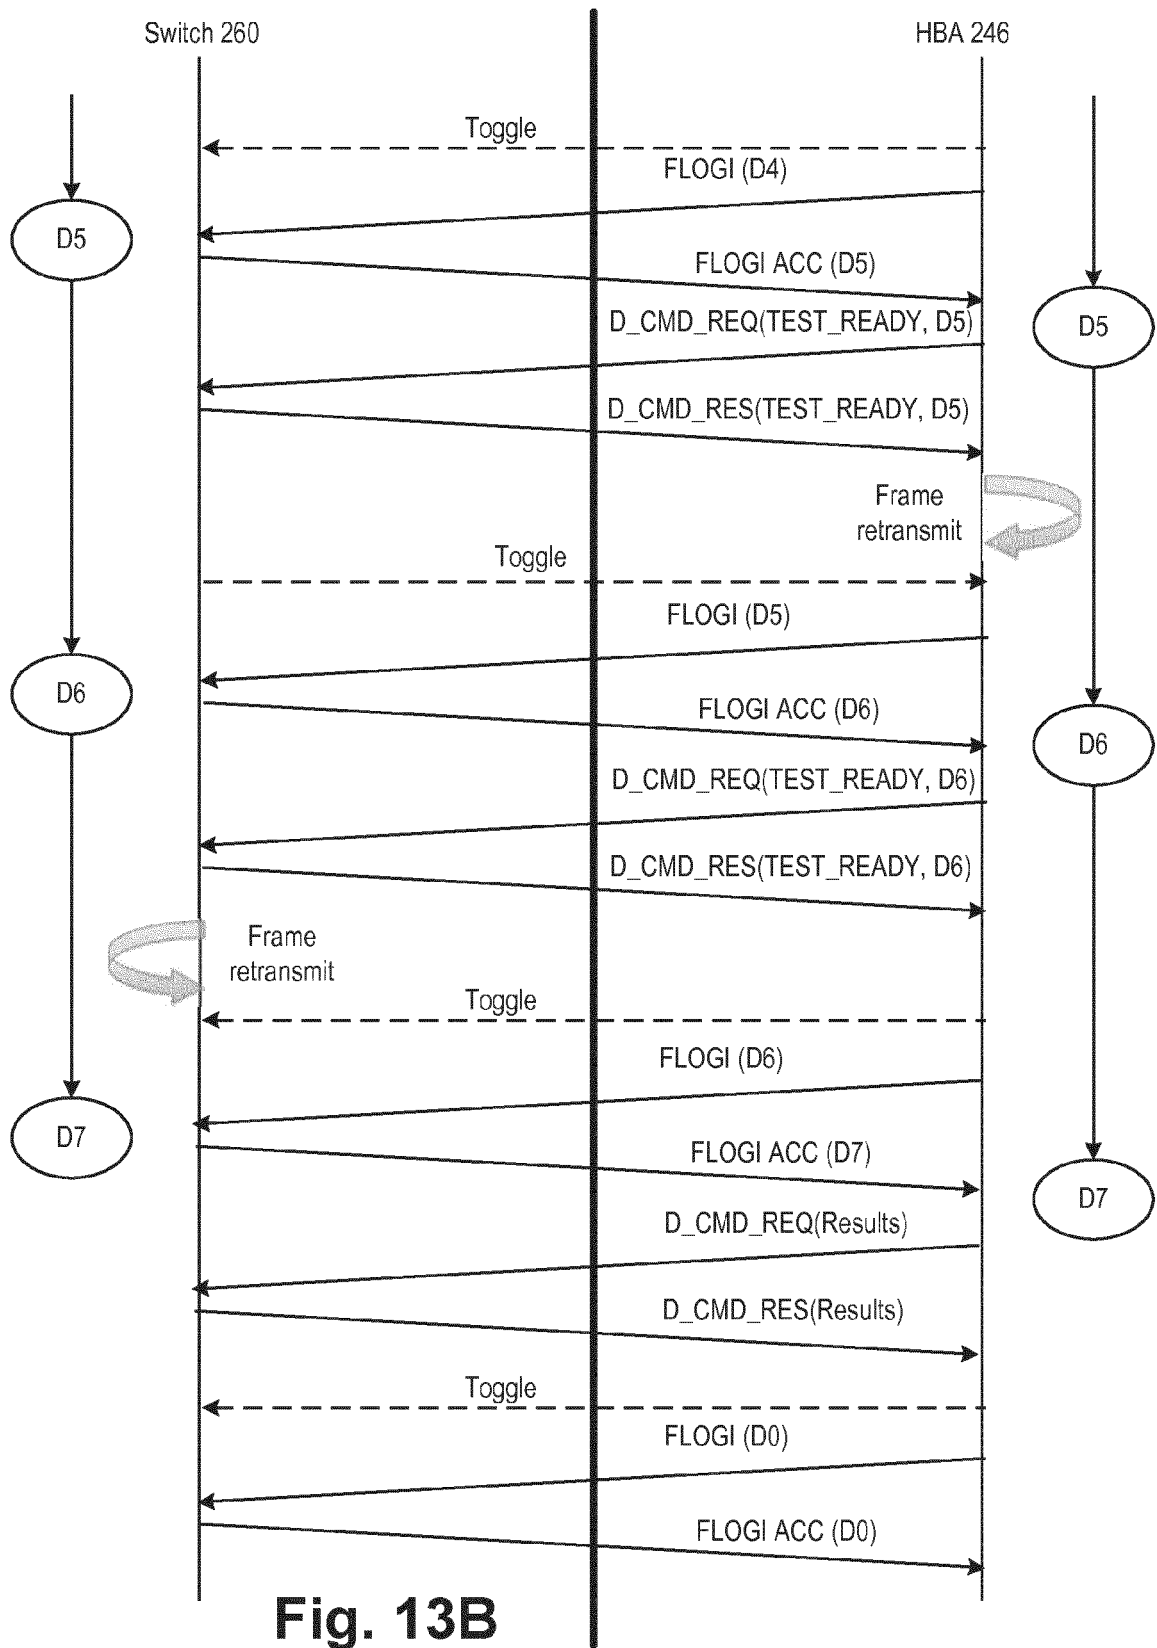 Switch 260
HBA 246
Toggle
FLOGI (D4)
D5
FLOGI ACC (D5)
D_CMD_REQ(TEST_READY, D5)
D5
D_CMD_RES(TEST_READY, D5)
Frame
retransmit
Toggle
FLOGI (D5)
D6
FLOGI ACC (D6)
D6
D_CMD_REQ(TEST_READY, D6)
D_CMD_RES(TEST_READY, D6)
Frame
retransmit
Toggle
FLOGI (D6)
D7
FLOGI ACC (D7)
D7
D_CMD_REQ(Results)
D_CMD_RES(Results)
Toggle
FLOGI (D0)
FLOGI ACC (D0)
Fig. 13B